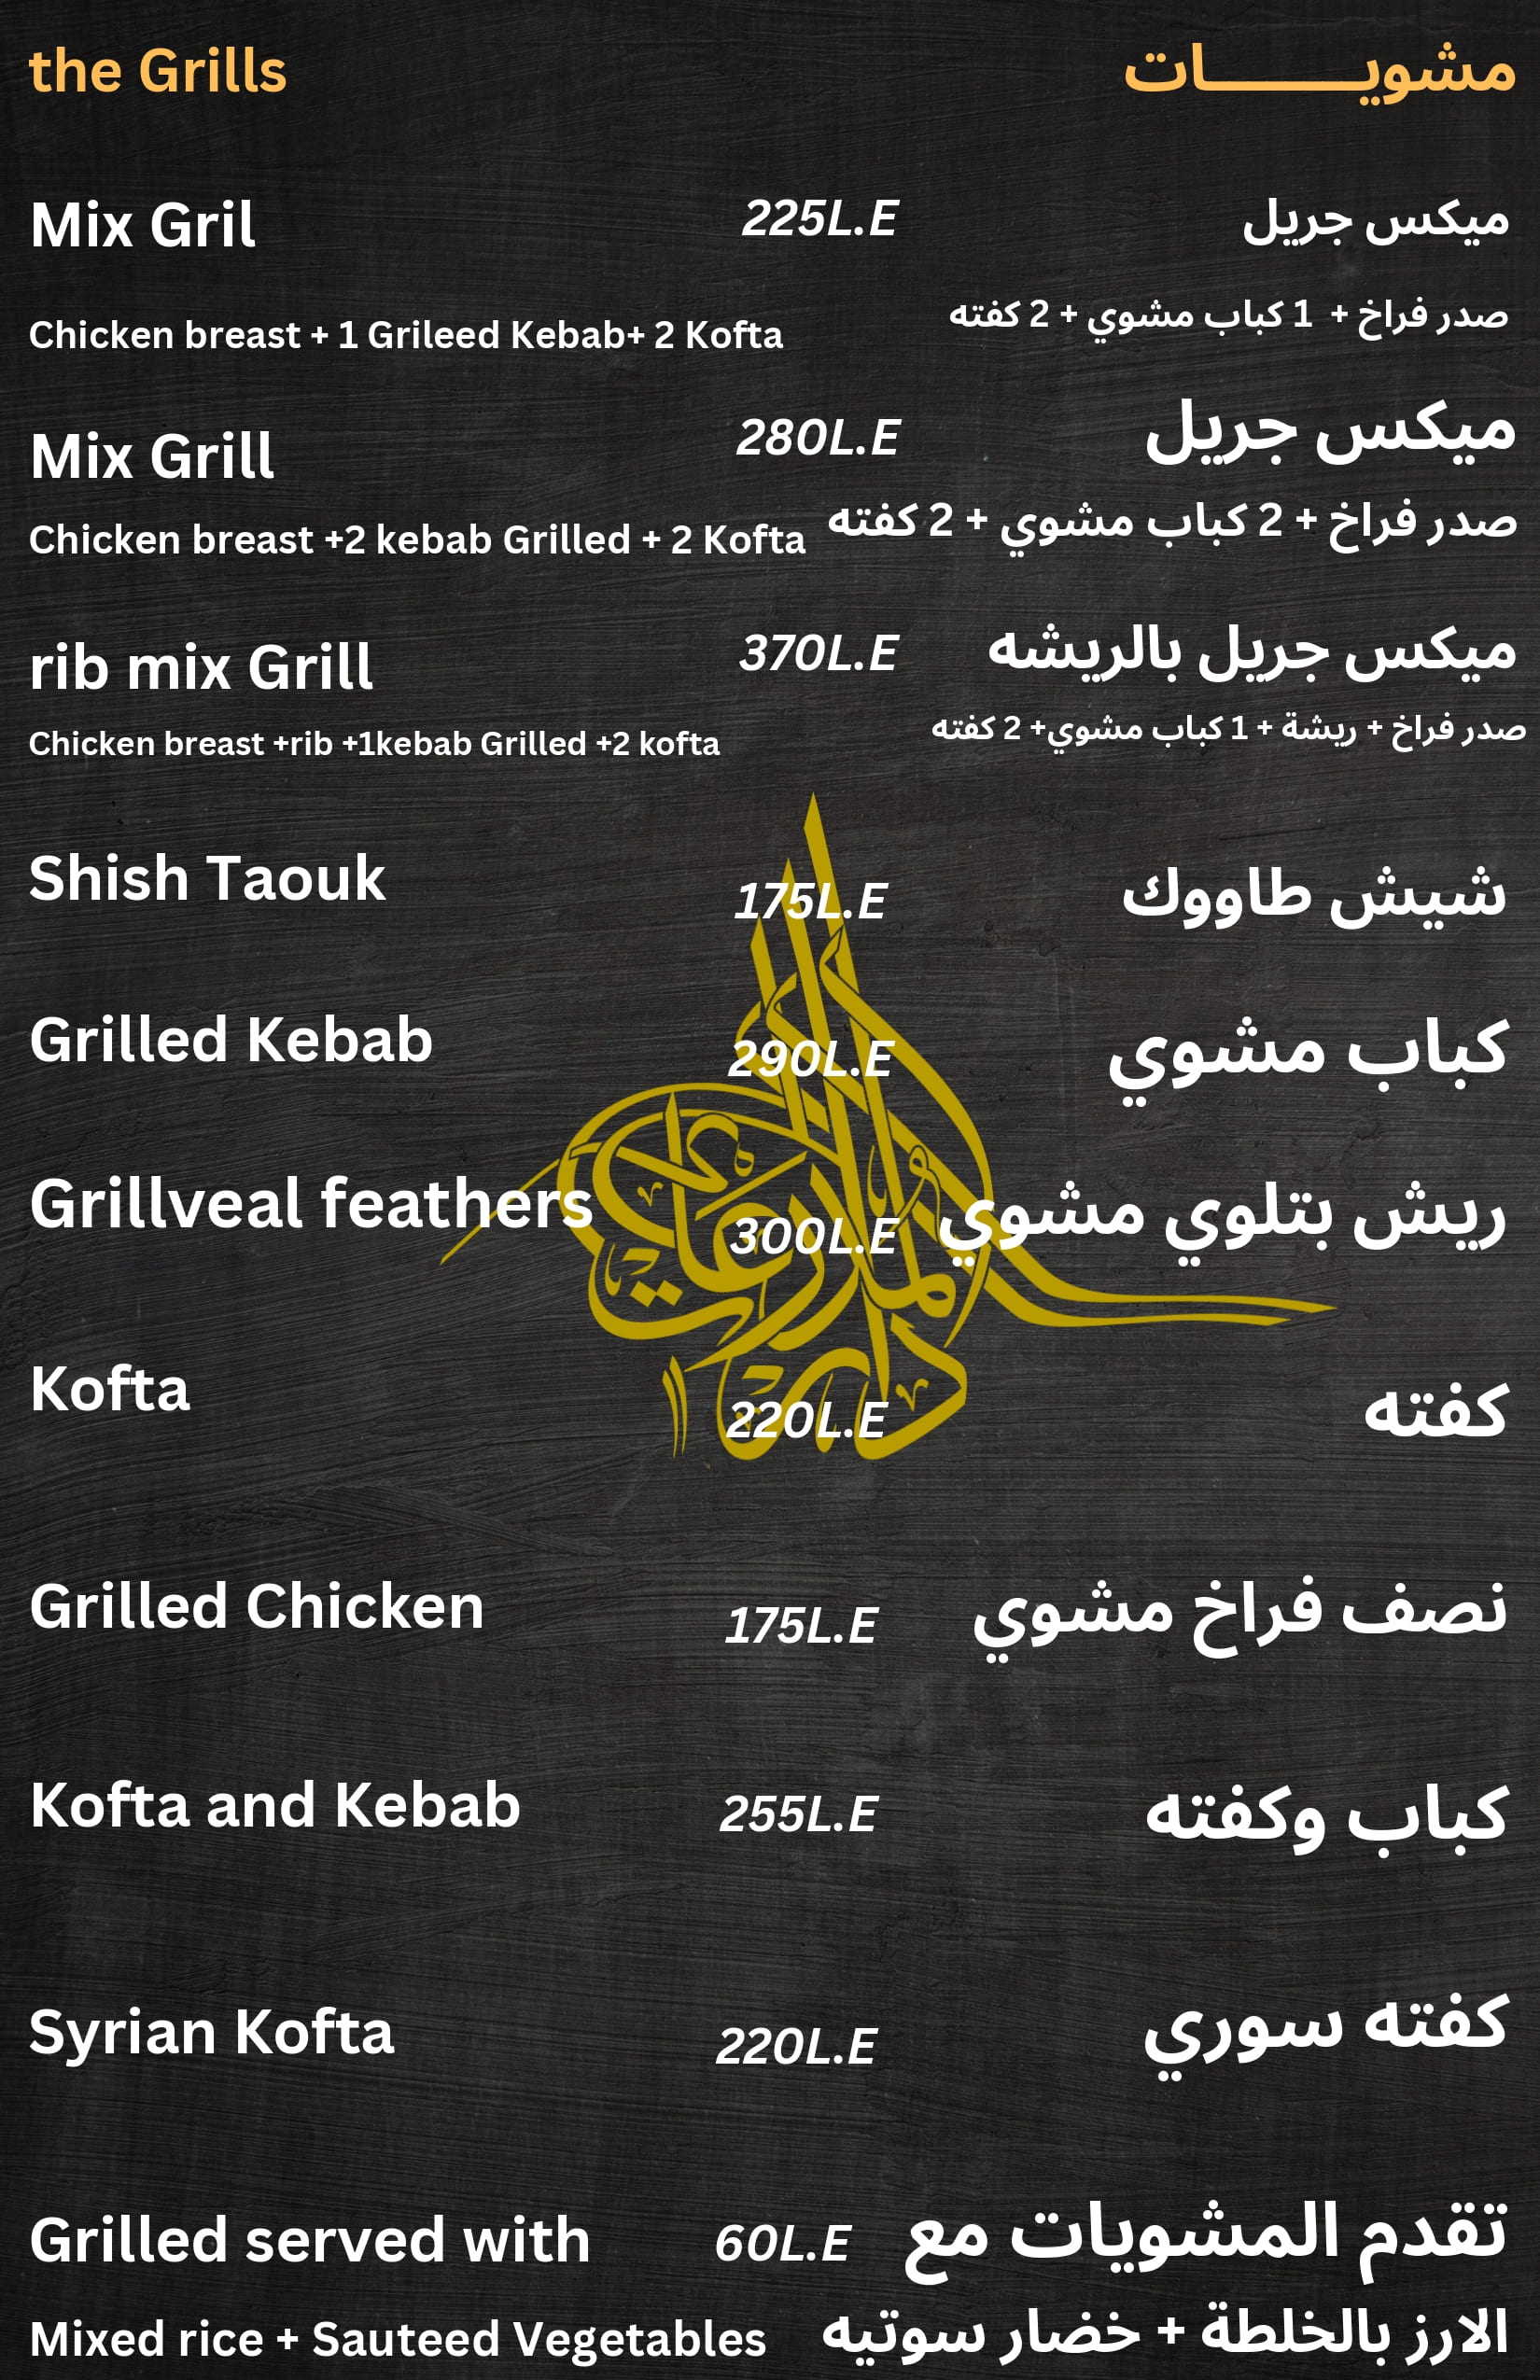 the Grills مشويـــــــات
Mix Gril 225L.E ميكس جريل
Chicken breast + 1 Grileed Kebab+ 2 Kofta صدر فراخ + 1 كباب مشوي + 2 كفته
Mix Grill 280L.E ميكس جريل
Chicken breast +2 kebab Grilled + 2 Kofta صدر فراخ + 2 كباب مشوي + 2 كفته
rib mix Grill 370L.E ميكس جريل بالريشه
Chicken breast +rib +1kebab Grilled +2 kofta صدر فراخ + ريشة + 1 كباب مشوي+ 2 كفته
Shish Taouk 175L.E شيش طاووك
Grilled Kebab 290L.E كباب مشوي
Grillveal feathers 300L.E ريش بتلوي مشوي
Kofta 220L.E كفته
Grilled Chicken 175L.E نصف فراخ مشوي
Kofta and Kebab 255L.E كباب وكفته
Syrian Kofta 220L.E كفته سوري
Grilled served with 60L.E تقدم المشويات مع
Mixed rice + Sauteed Vegetables الارز بالخلطة + خضار سوتيه